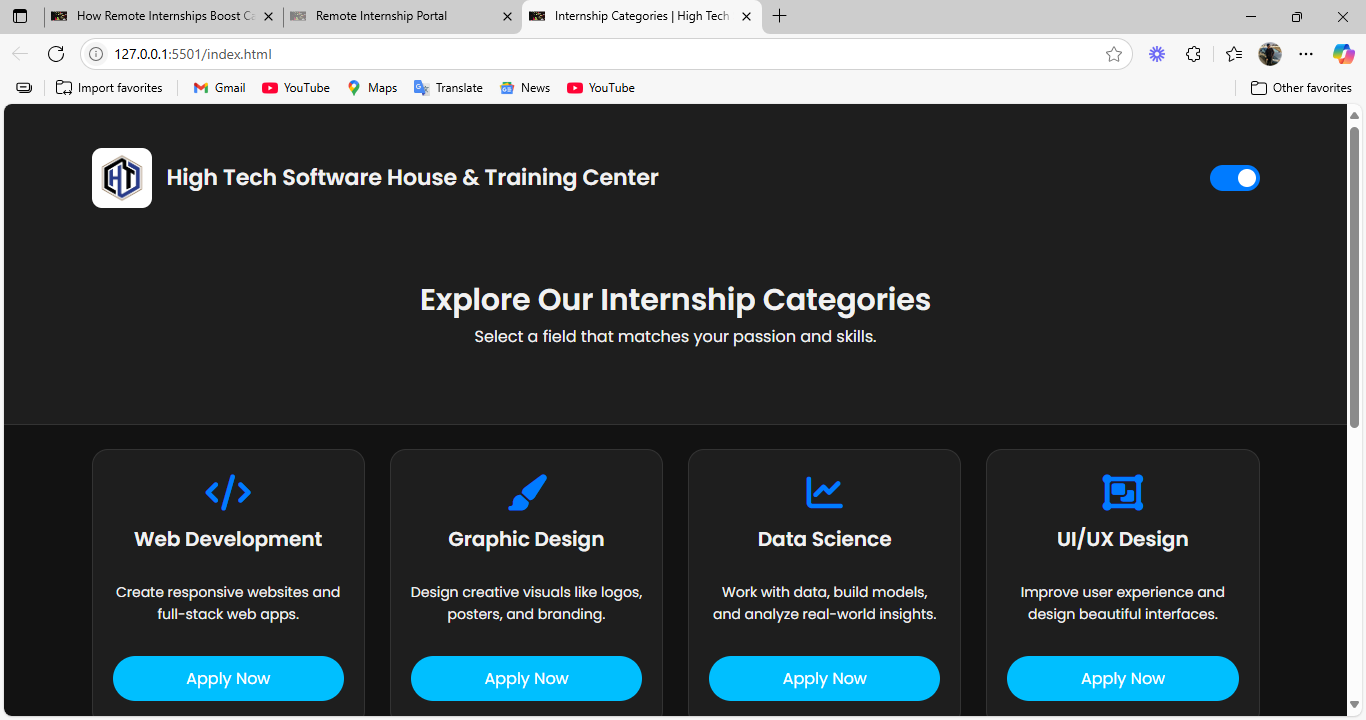 How Remote Internships Boost Ca
Remote Internship Portal
Internship Categories | High Tech
127.0.0.1:5501/index.html
Import favorites
Gmail
YouTube
Maps
Translate
News
YouTube
Other favorites
HT
High Tech Software House & Training Center
Explore Our Internship Categories
Select a field that matches your passion and skills.
Web Development
Create responsive websites and
full-stack web apps.
Apply Now
Graphic Design
Design creative visuals like logos,
posters, and branding.
Apply Now
Data Science
Work with data, build models,
and analyze real-world insights.
Apply Now
UI/UX Design
Improve user experience and
design beautiful interfaces.
Apply Now